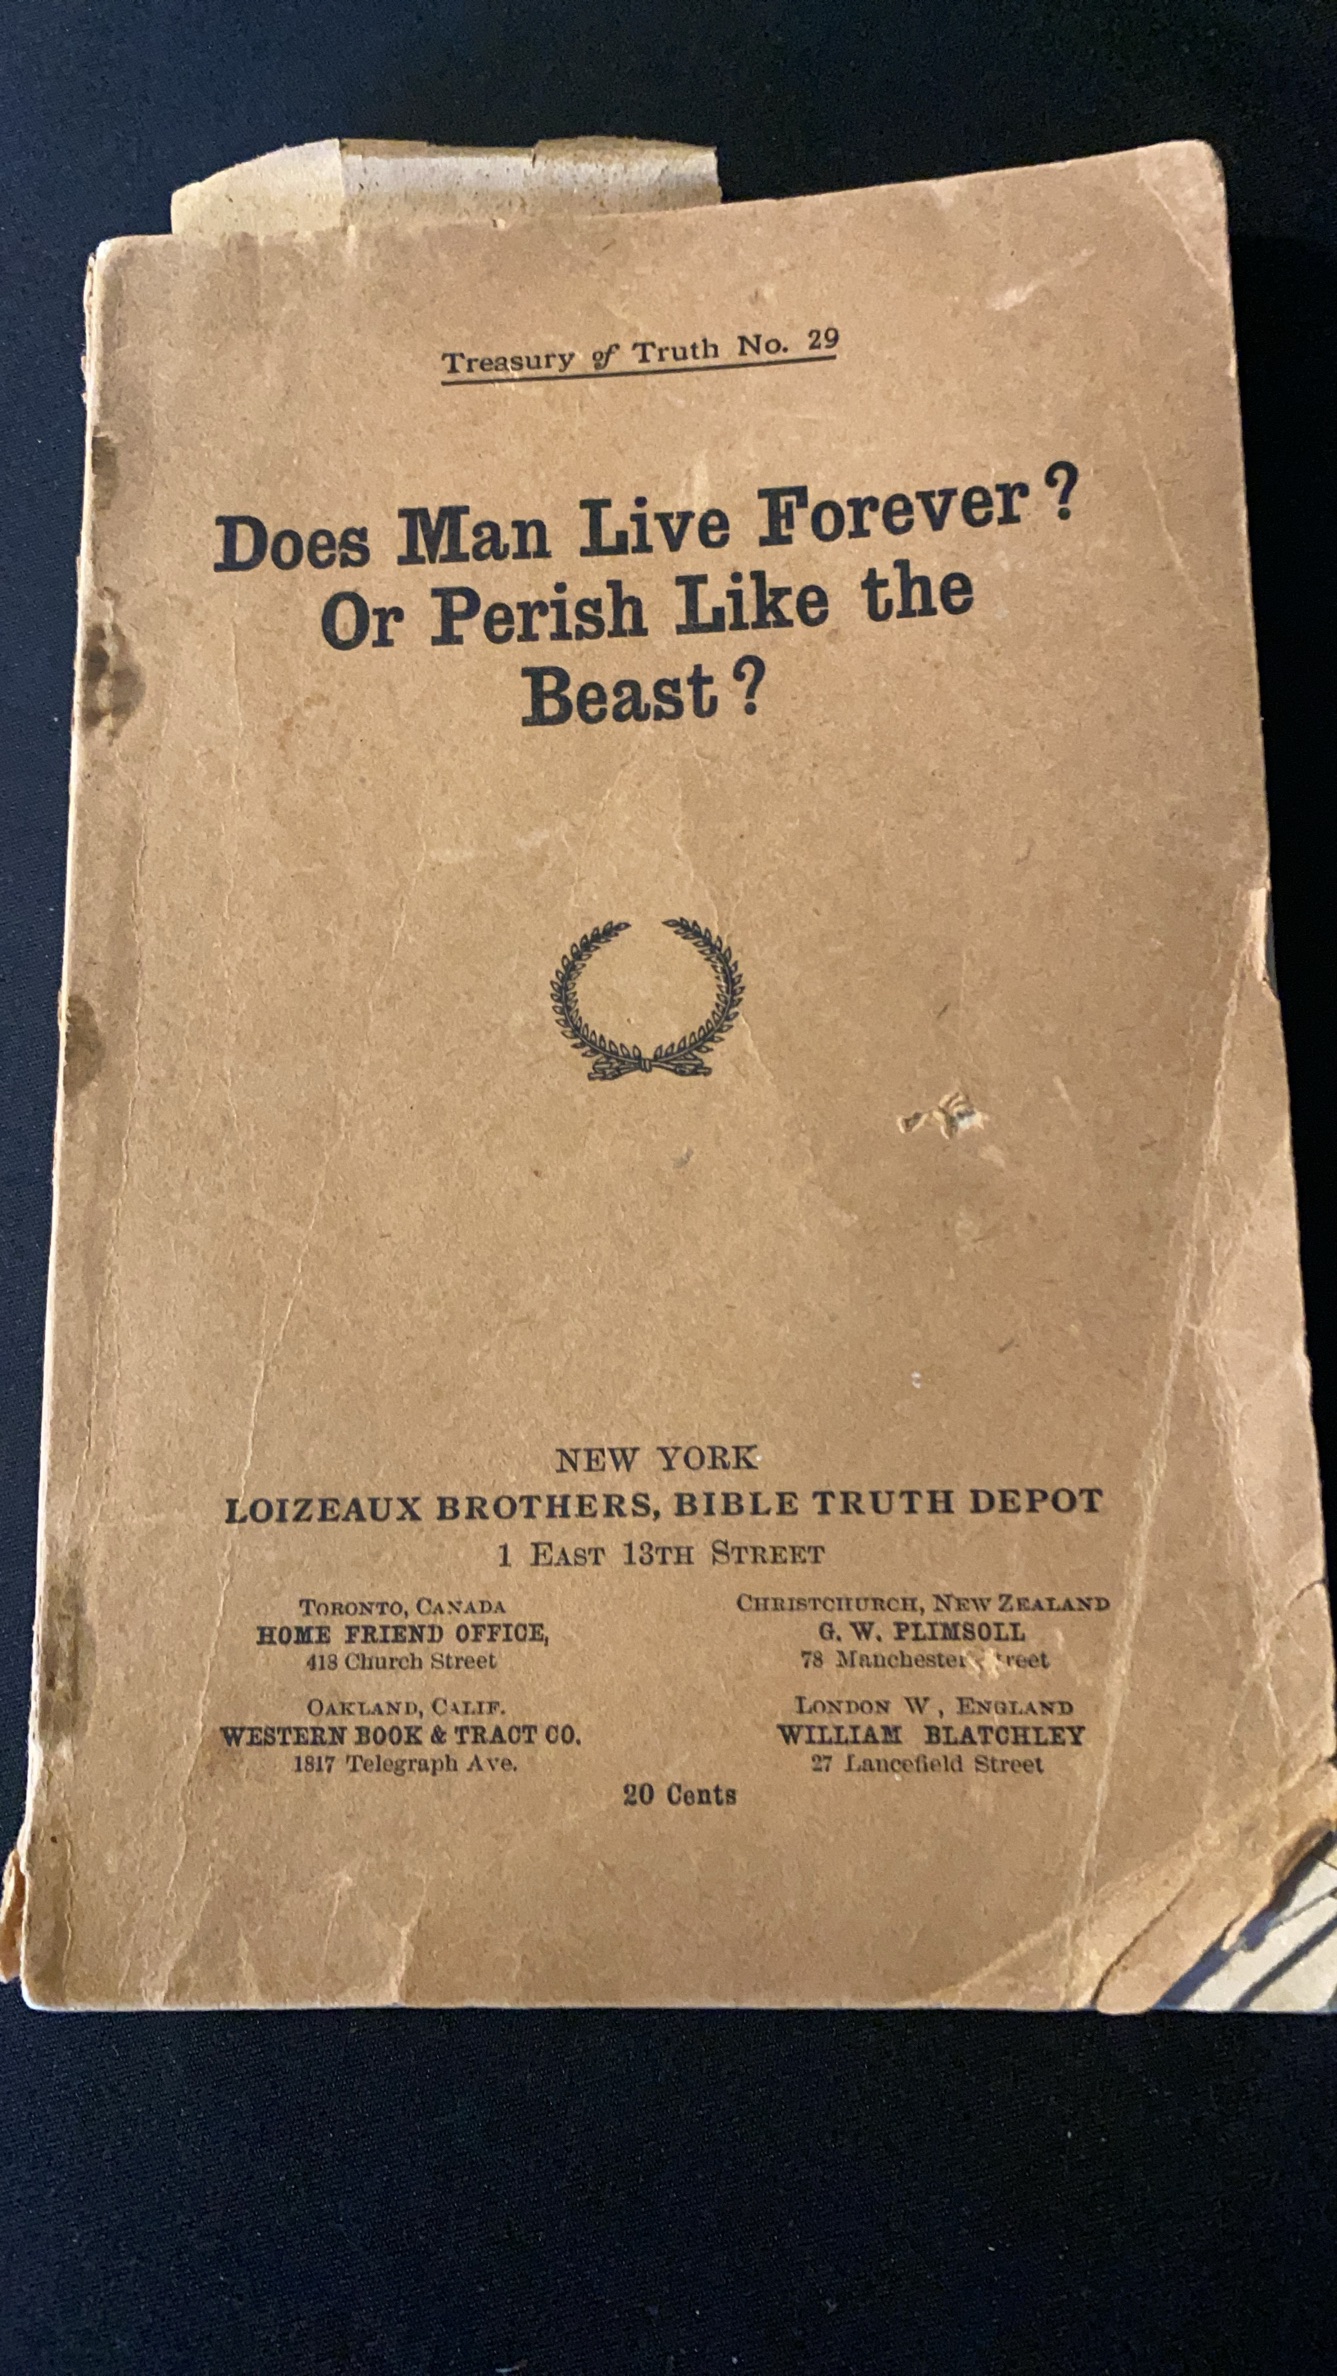 Treasury of Truth No. 29
Does Man Live Forever?
Or Perish Like the
Beast?
NEW YORK
LOIZEAUX BROTHERS, BIBLE TRUTH DEPOT
1 EAST 13TH STREET
TORONTO, CANADA
HOME FRIEND OFFICE,
413 Church Street
CHRISTCHURCH, NEW ZEALAND
G. W. PLIMSOLL
78 Manchester
OAKLAND, CALIF.
WESTERN BOOK & TRACT CO.
1817 Telegraph Ave.
LONDON W, ENGLAND
WILLIAM BLATCHLEY
27 Lancefield Street
20 Cents